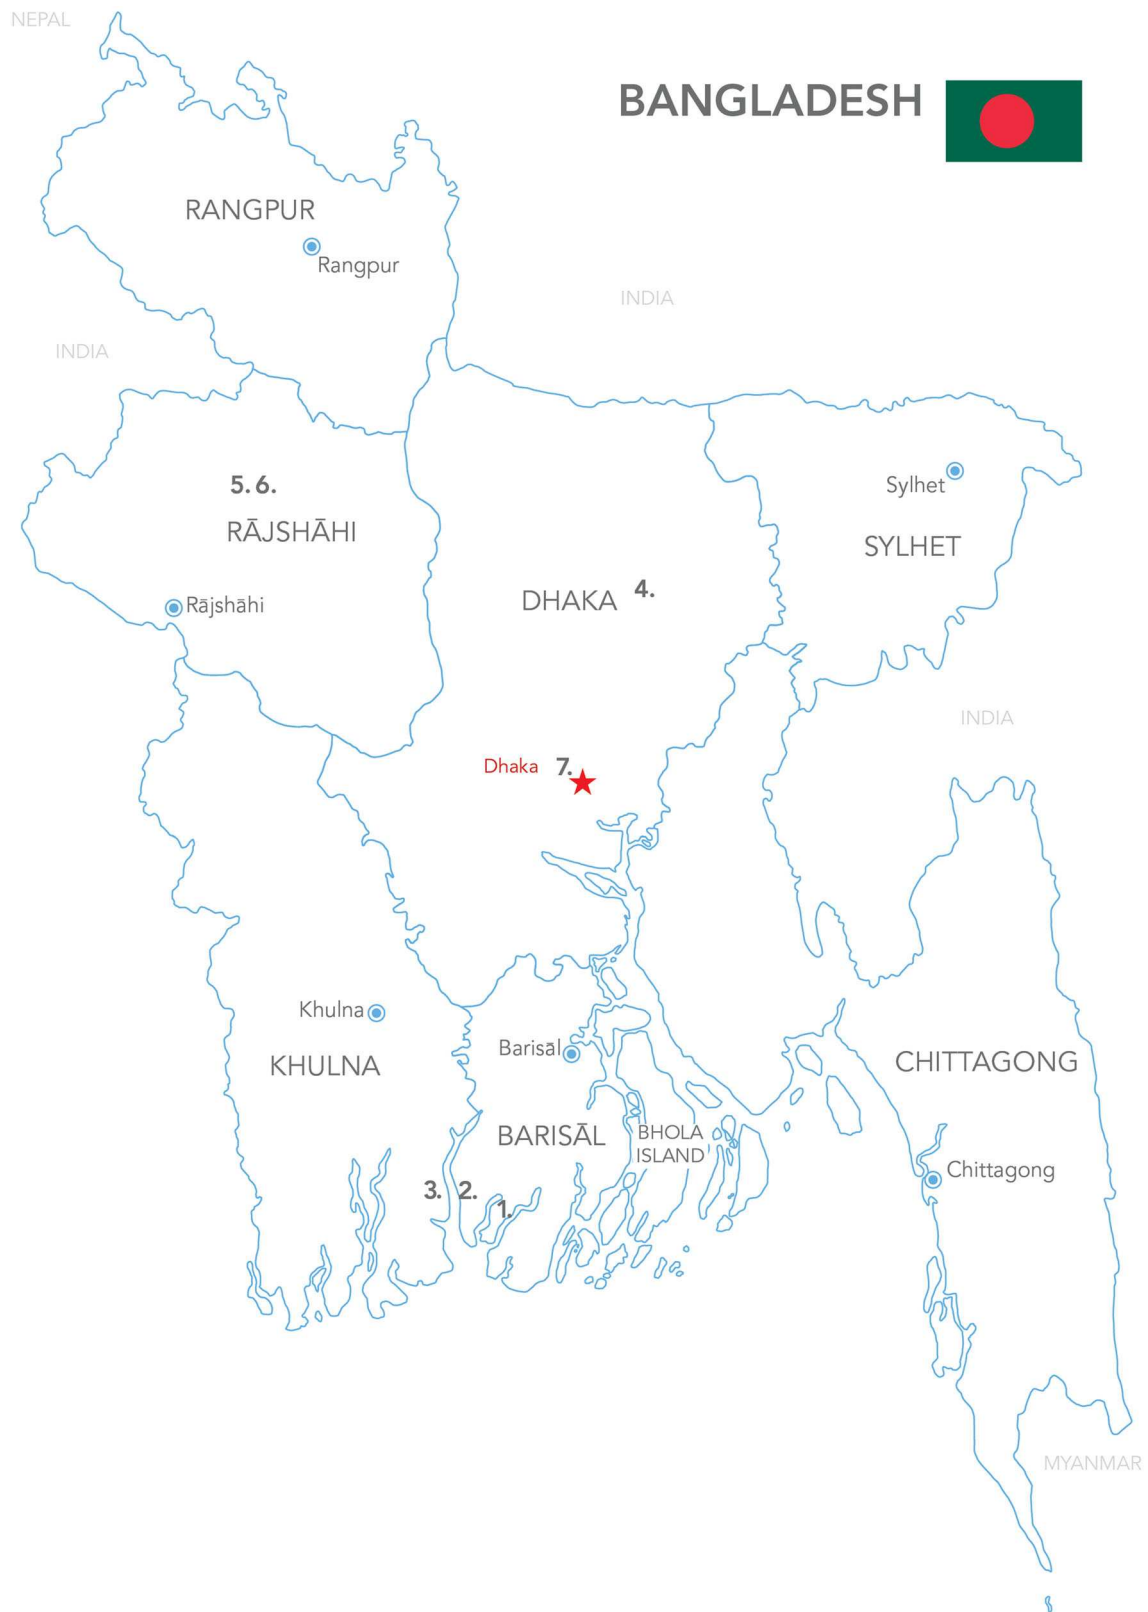 NEPAL
BANGLADESH
RANGPUR
Rangpur
INDIA
INDIA
5. 6.
Sylhet
RĀJSHĀHI
SYLHET
4.
DHAKA
Rājshāhi
INDIA
Dhaka 7.
Khulna
Barisāl
KHULNA
CHITTAGONG
BARISĀL
BHOLA
ISLAND
Chittagong
3. 2.
1.
MYANMAR